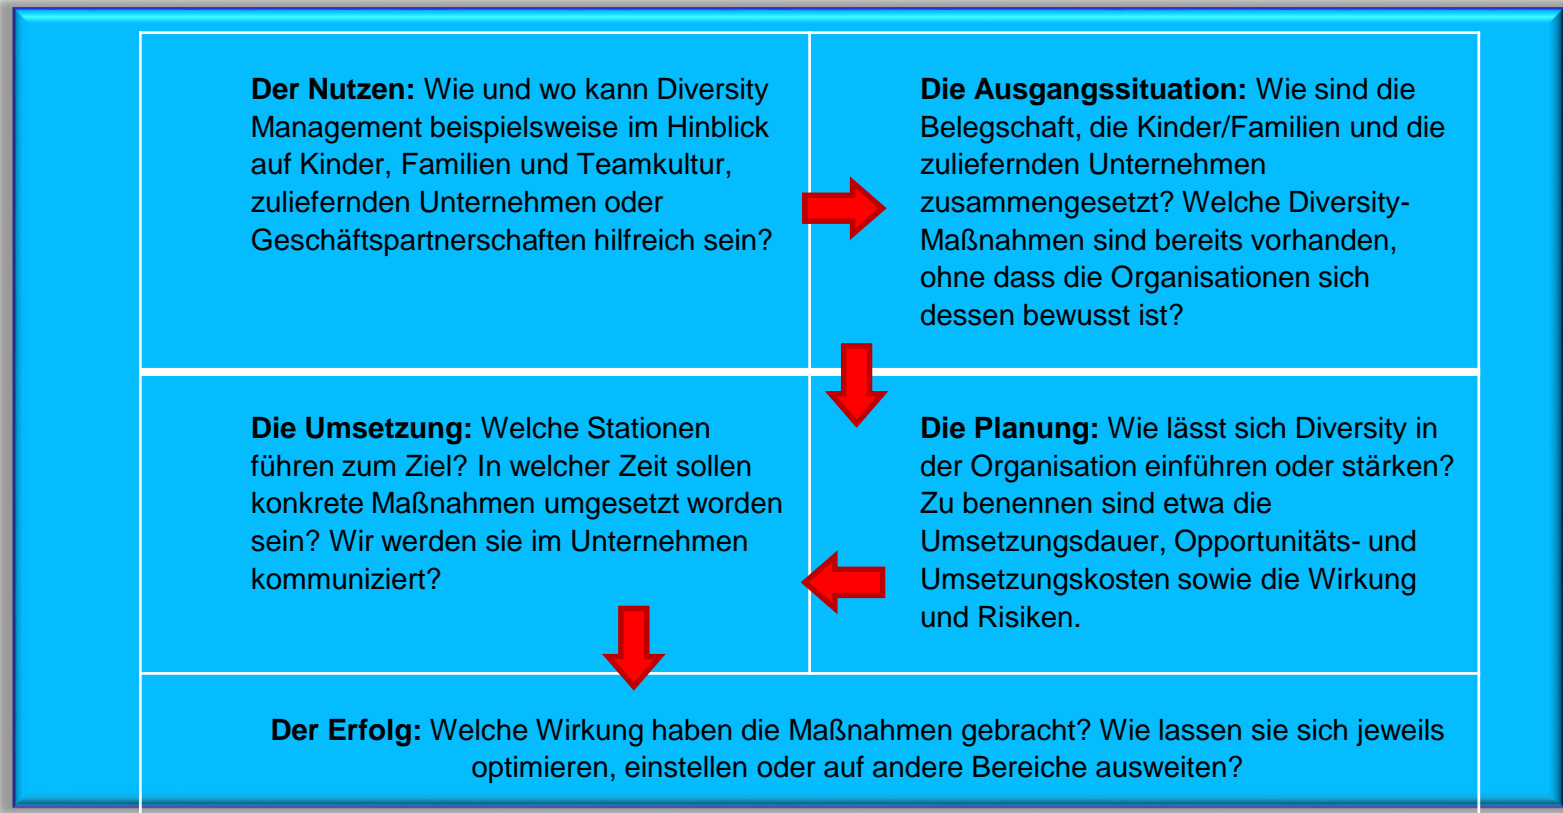 Der Nutzen: Wie und wo kann Diversity
Management beispielsweise im Hinblick
auf Kinder, Familien und Teamkultur,
zuliefernden Unternehmen oder
Geschäftspartnerschaften hilfreich sein?
Die Ausgangssituation: Wie sind die
Belegschaft, die Kinder/Familien und die
zuliefernden Unternehmen
zusammengesetzt? Welche Diversity-
Maßnahmen sind bereits vorhanden,
ohne dass die Organisationen sich
dessen bewusst ist?
Die Umsetzung: Welche Stationen
führen zum Ziel? In welcher Zeit sollen
konkrete Maßnahmen umgesetzt worden
sein? Wir werden sie im Unternehmen
kommuniziert?
Die Planung: Wie lässt sich Diversity in
der Organisation einführen oder stärken?
Zu benennen sind etwa die
Umsetzungsdauer, Opportunitäts- und
Umsetzungskosten sowie die Wirkung
und Risiken.
Der Erfolg: Welche Wirkung haben die Maßnahmen gebracht? Wie lassen sie sich jeweils
optimieren, einstellen oder auf andere Bereiche ausweiten?